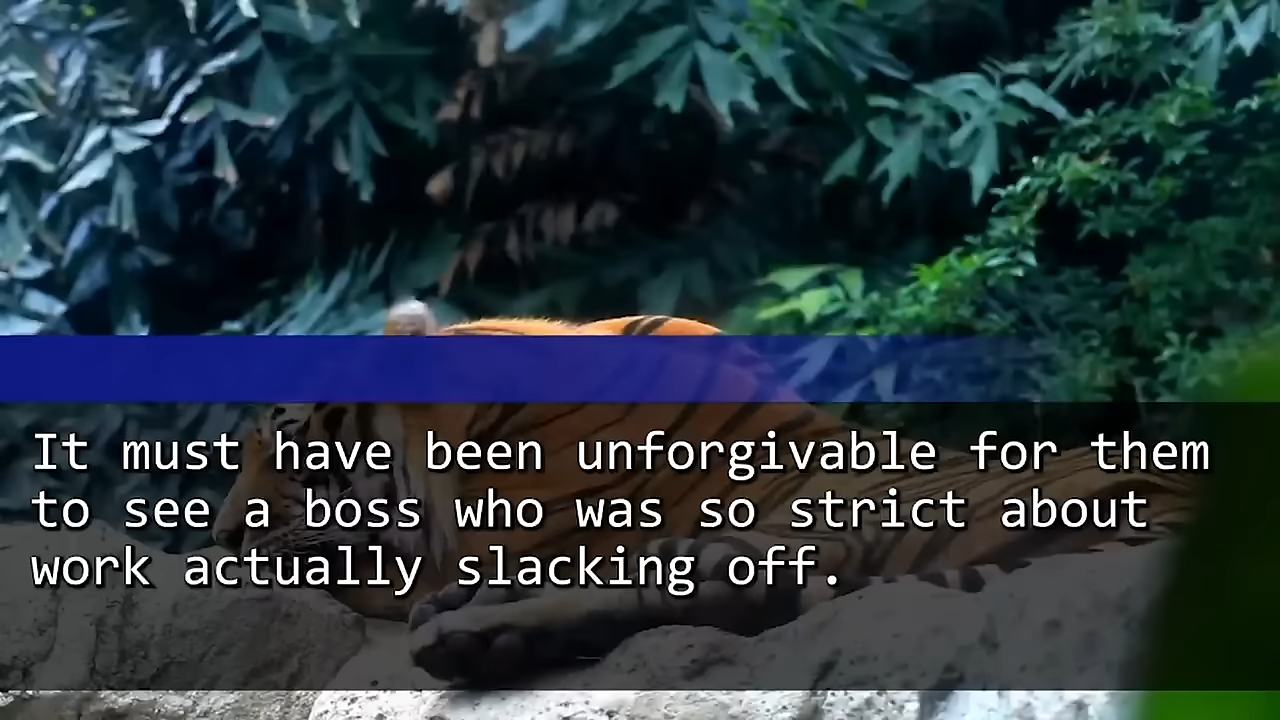 It must have been unforgivable for them
to see a boss who was so strict about
work actually slacking off.